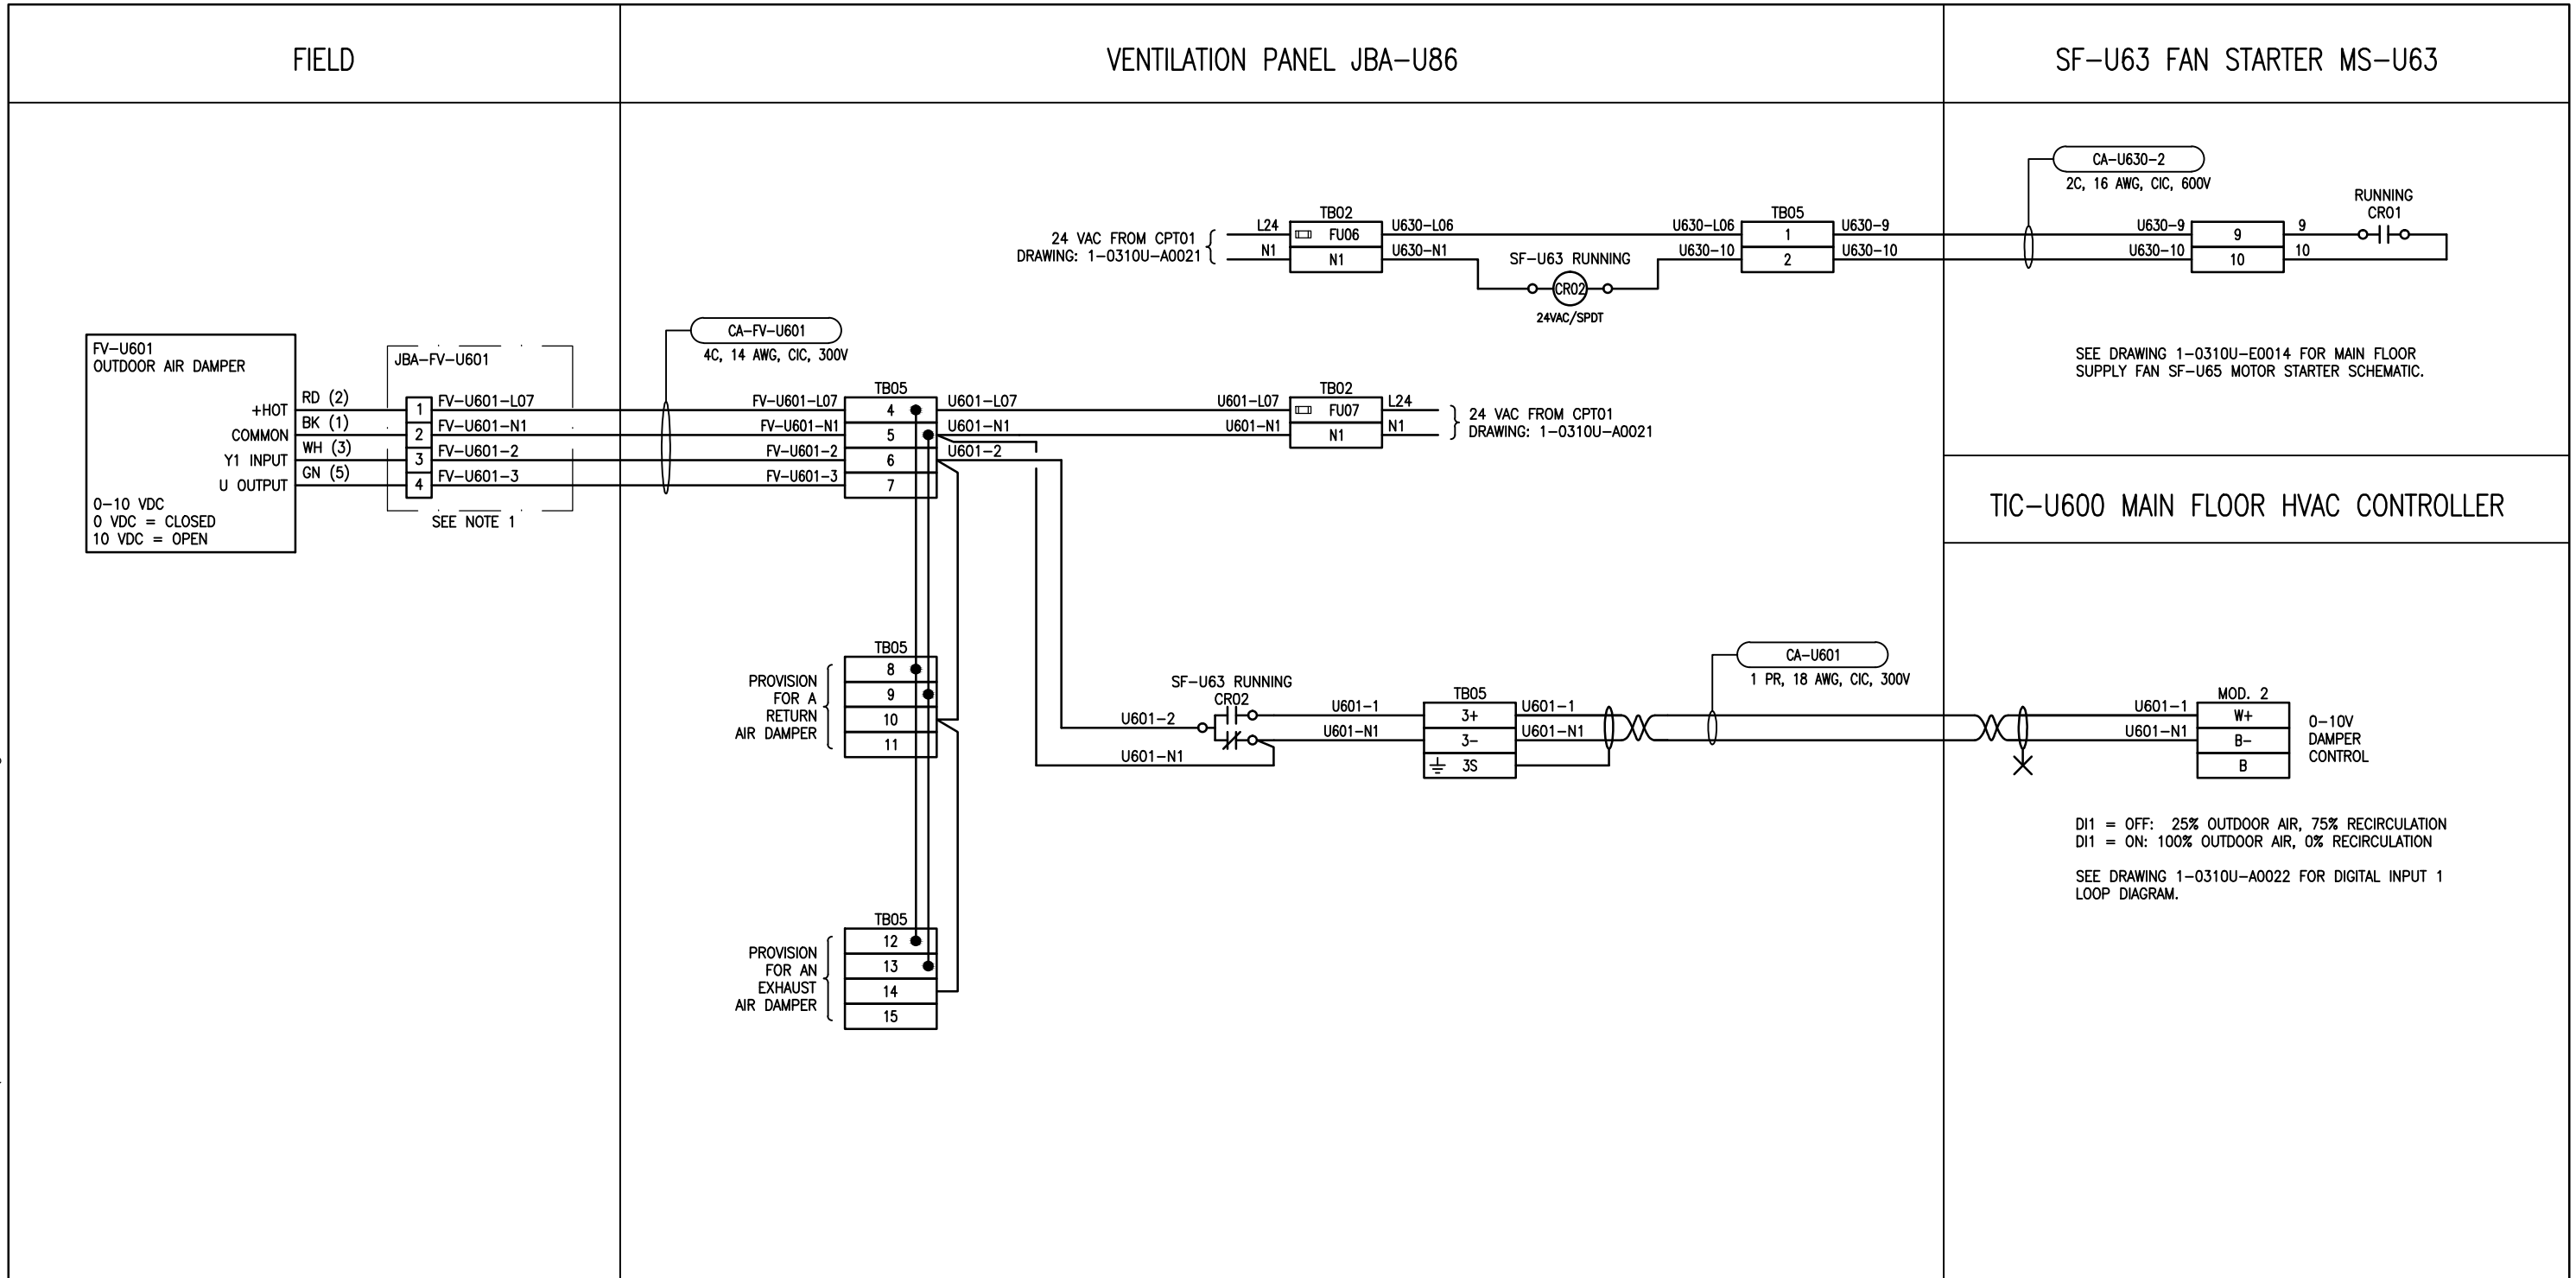 FIELD
VENTILATION PANEL JBA-U86
SF-U63 FAN STARTER MS-U63
CA-U630-2
2C, 16 AWG, CIC, 600V
RUNNING
CR01
24 VAC FROM CPT01
DRAWING: 1-0310U-A0021
L24
N1
TB02
FU06
N1
U630-L06
U630-N1
SF-U63 RUNNING
CR02
24VAC/SPDT
U630-L06
U630-10
TB05
1
2
U630-9
U630-10
U630-9
U630-10
9
10
9
10
SEE DRAWING 1-0310U-E0014 FOR MAIN FLOOR
SUPPLY FAN SF-U65 MOTOR STARTER SCHEMATIC.
FV-U601
OUTDOOR AIR DAMPER
+HOT
COMMON
Y1 INPUT
U OUTPUT
0-10 VDC
0 VDC = CLOSED
10 VDC = OPEN
RD (2)
BK (1)
WH (3)
GN (5)
JBA-FV-U601
1
2
3
4
FV-U601-L07
FV-U601-N1
FV-U601-2
FV-U601-3
SEE NOTE 1
CA-FV-U601
4C, 14 AWG, CIC, 300V
FV-U601-L07
FV-U601-N1
FV-U601-2
FV-U601-3
TB05
4
5
6
7
U601-L07
U601-N1
U601-2
U601-L07
U601-N1
TB02
FU07
N1
L24
N1
24 VAC FROM CPT01
DRAWING: 1-0310U-A0021
TIC-U600 MAIN FLOOR HVAC CONTROLLER
PROVISION
FOR A
RETURN
AIR DAMPER
TB05
8
9
10
11
U601-2
U601-N1
SF-U63 RUNNING
CR02
U601-1
U601-N1
TB05
3+
3-
3S
U601-1
U601-N1
CA-U601
1 PR, 18 AWG, CIC, 300V
U601-1
U601-N1
MOD. 2
W+
B-
B
0-10V
DAMPER
CONTROL
DI1 = OFF: 25% OUTDOOR AIR, 75% RECIRCULATION
DI1 = ON: 100% OUTDOOR AIR, 0% RECIRCULATION
SEE DRAWING 1-0310U-A0022 FOR DIGITAL INPUT 1
LOOP DIAGRAM.
PROVISION
FOR AN
EXHAUST
AIR DAMPER
TB05
12
13
14
15